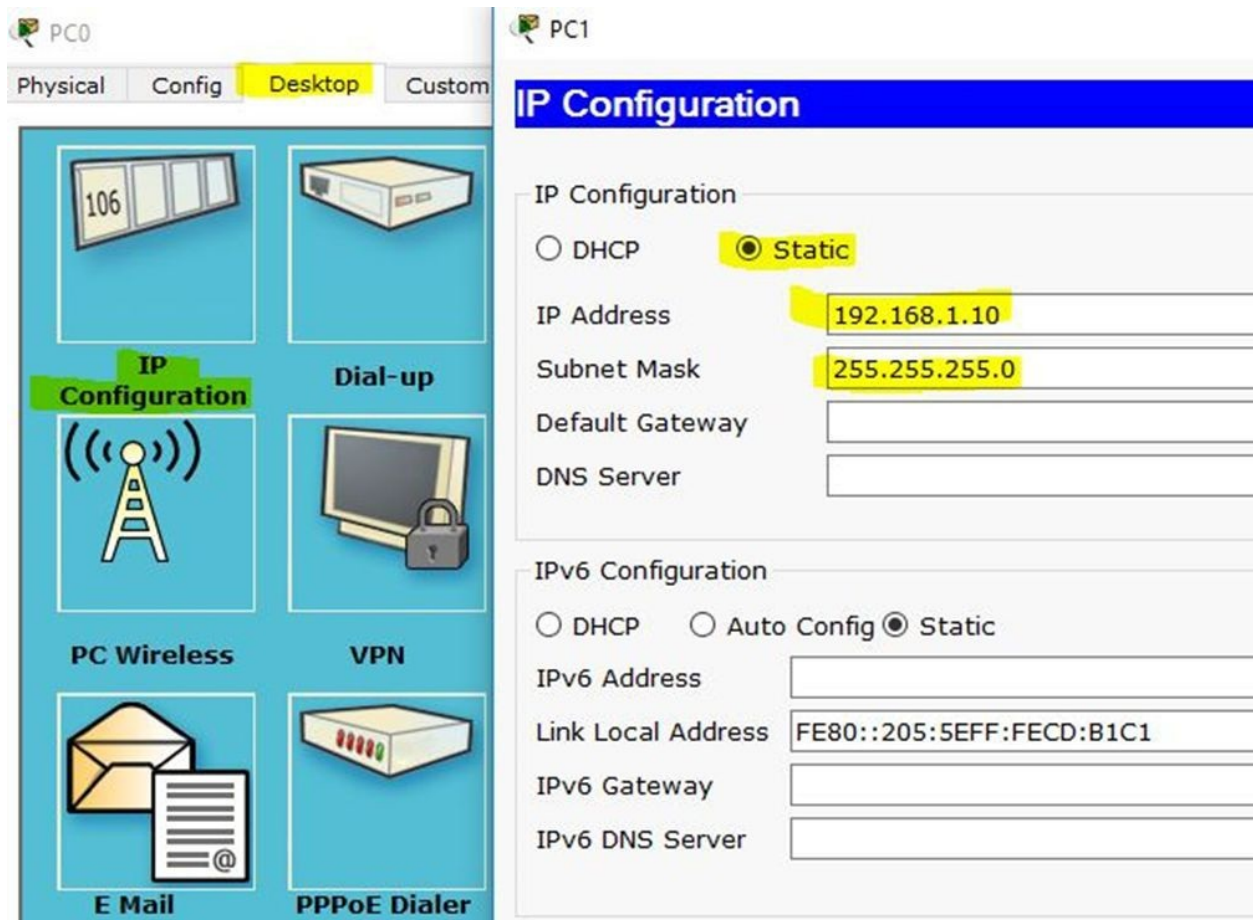 PC0
Physical Config Desktop Custom
106
IP
Configuration
Dial-up
PC Wireless
VPN
@
E Mail
PPPoE Dialer
PC1
IP Configuration
IP Configuration
DHCP Static
IP Address 192.168.1.10
Subnet Mask 255.255.255.0
Default Gateway
DNS Server
IPv6 Configuration
DHCP Auto Config Static
IPv6 Address
Link Local Address FE80::205:5EFF:FECD:B1C1
IPv6 Gateway
IPv6 DNS Server